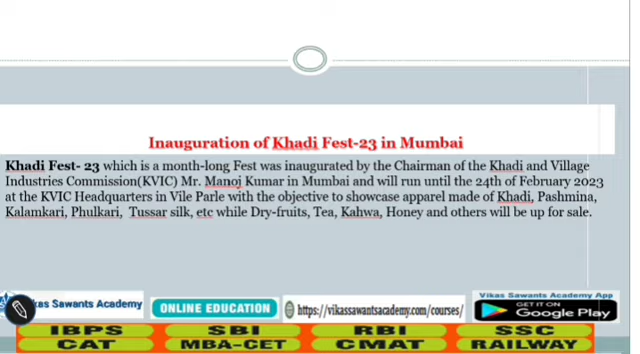 Inauguration of Khadi Fest-23 in Mumbai
Khadi Fest- 23 which is a month-long Fest was inaugurated by the Chairman of the Khadi and Village
Industries Commission(KVIC) Mr. Manoj Kumar in Mumbai and will run until the 24th of February 2023
at the KVIC Headquarters in Vile Parle with the objective to showcase apparel made of Khadi, Pashmina,
Kalamkari, Phulkari, Tussar silk, etc while Dry-fruits, Tea, Kahwa, Honey and others will be up for sale.
Vikas Sawants Academy App
kas Sawants Academy
ONLINE EDUCATION
https://vikassawantsacademy.com/courses/
GET IT ON
Google Play
IBPS SBI RBI SSC
CAT MBA-CET CMAT RAILWAY